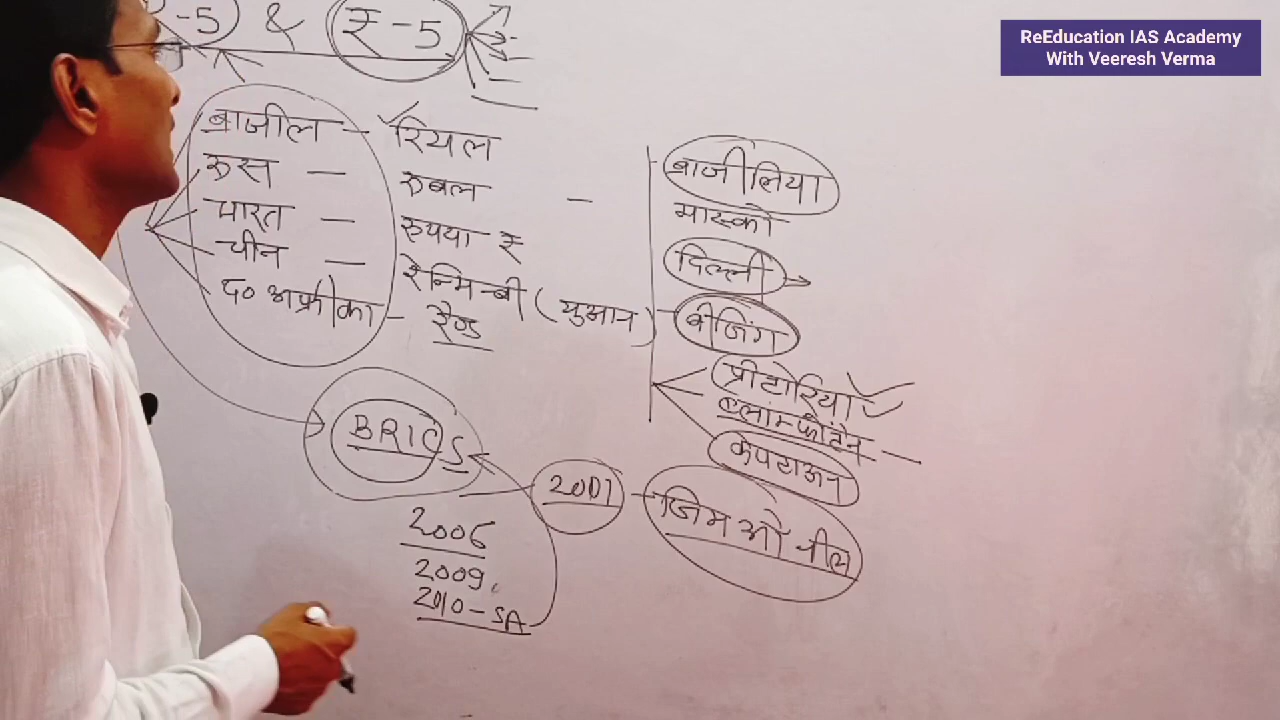 ReEducation IAS Academy
With Veeresh Verma
R-5 & ₹-5
ब्राजील - रियल
रुस - रुबल -
भारत - रुपया ₹
चीन - रेन्मिन्बी (युआन)
द० अफ्रीका - रैण्ड
ब्राजीलिया
मास्को
दिल्ली
बीजिंग
प्रीटोरिया
ब्लांमफोंटेन -
केपटाऊन
BRICS
2001 - जिम ओ नील
2006
2009
2010-SA